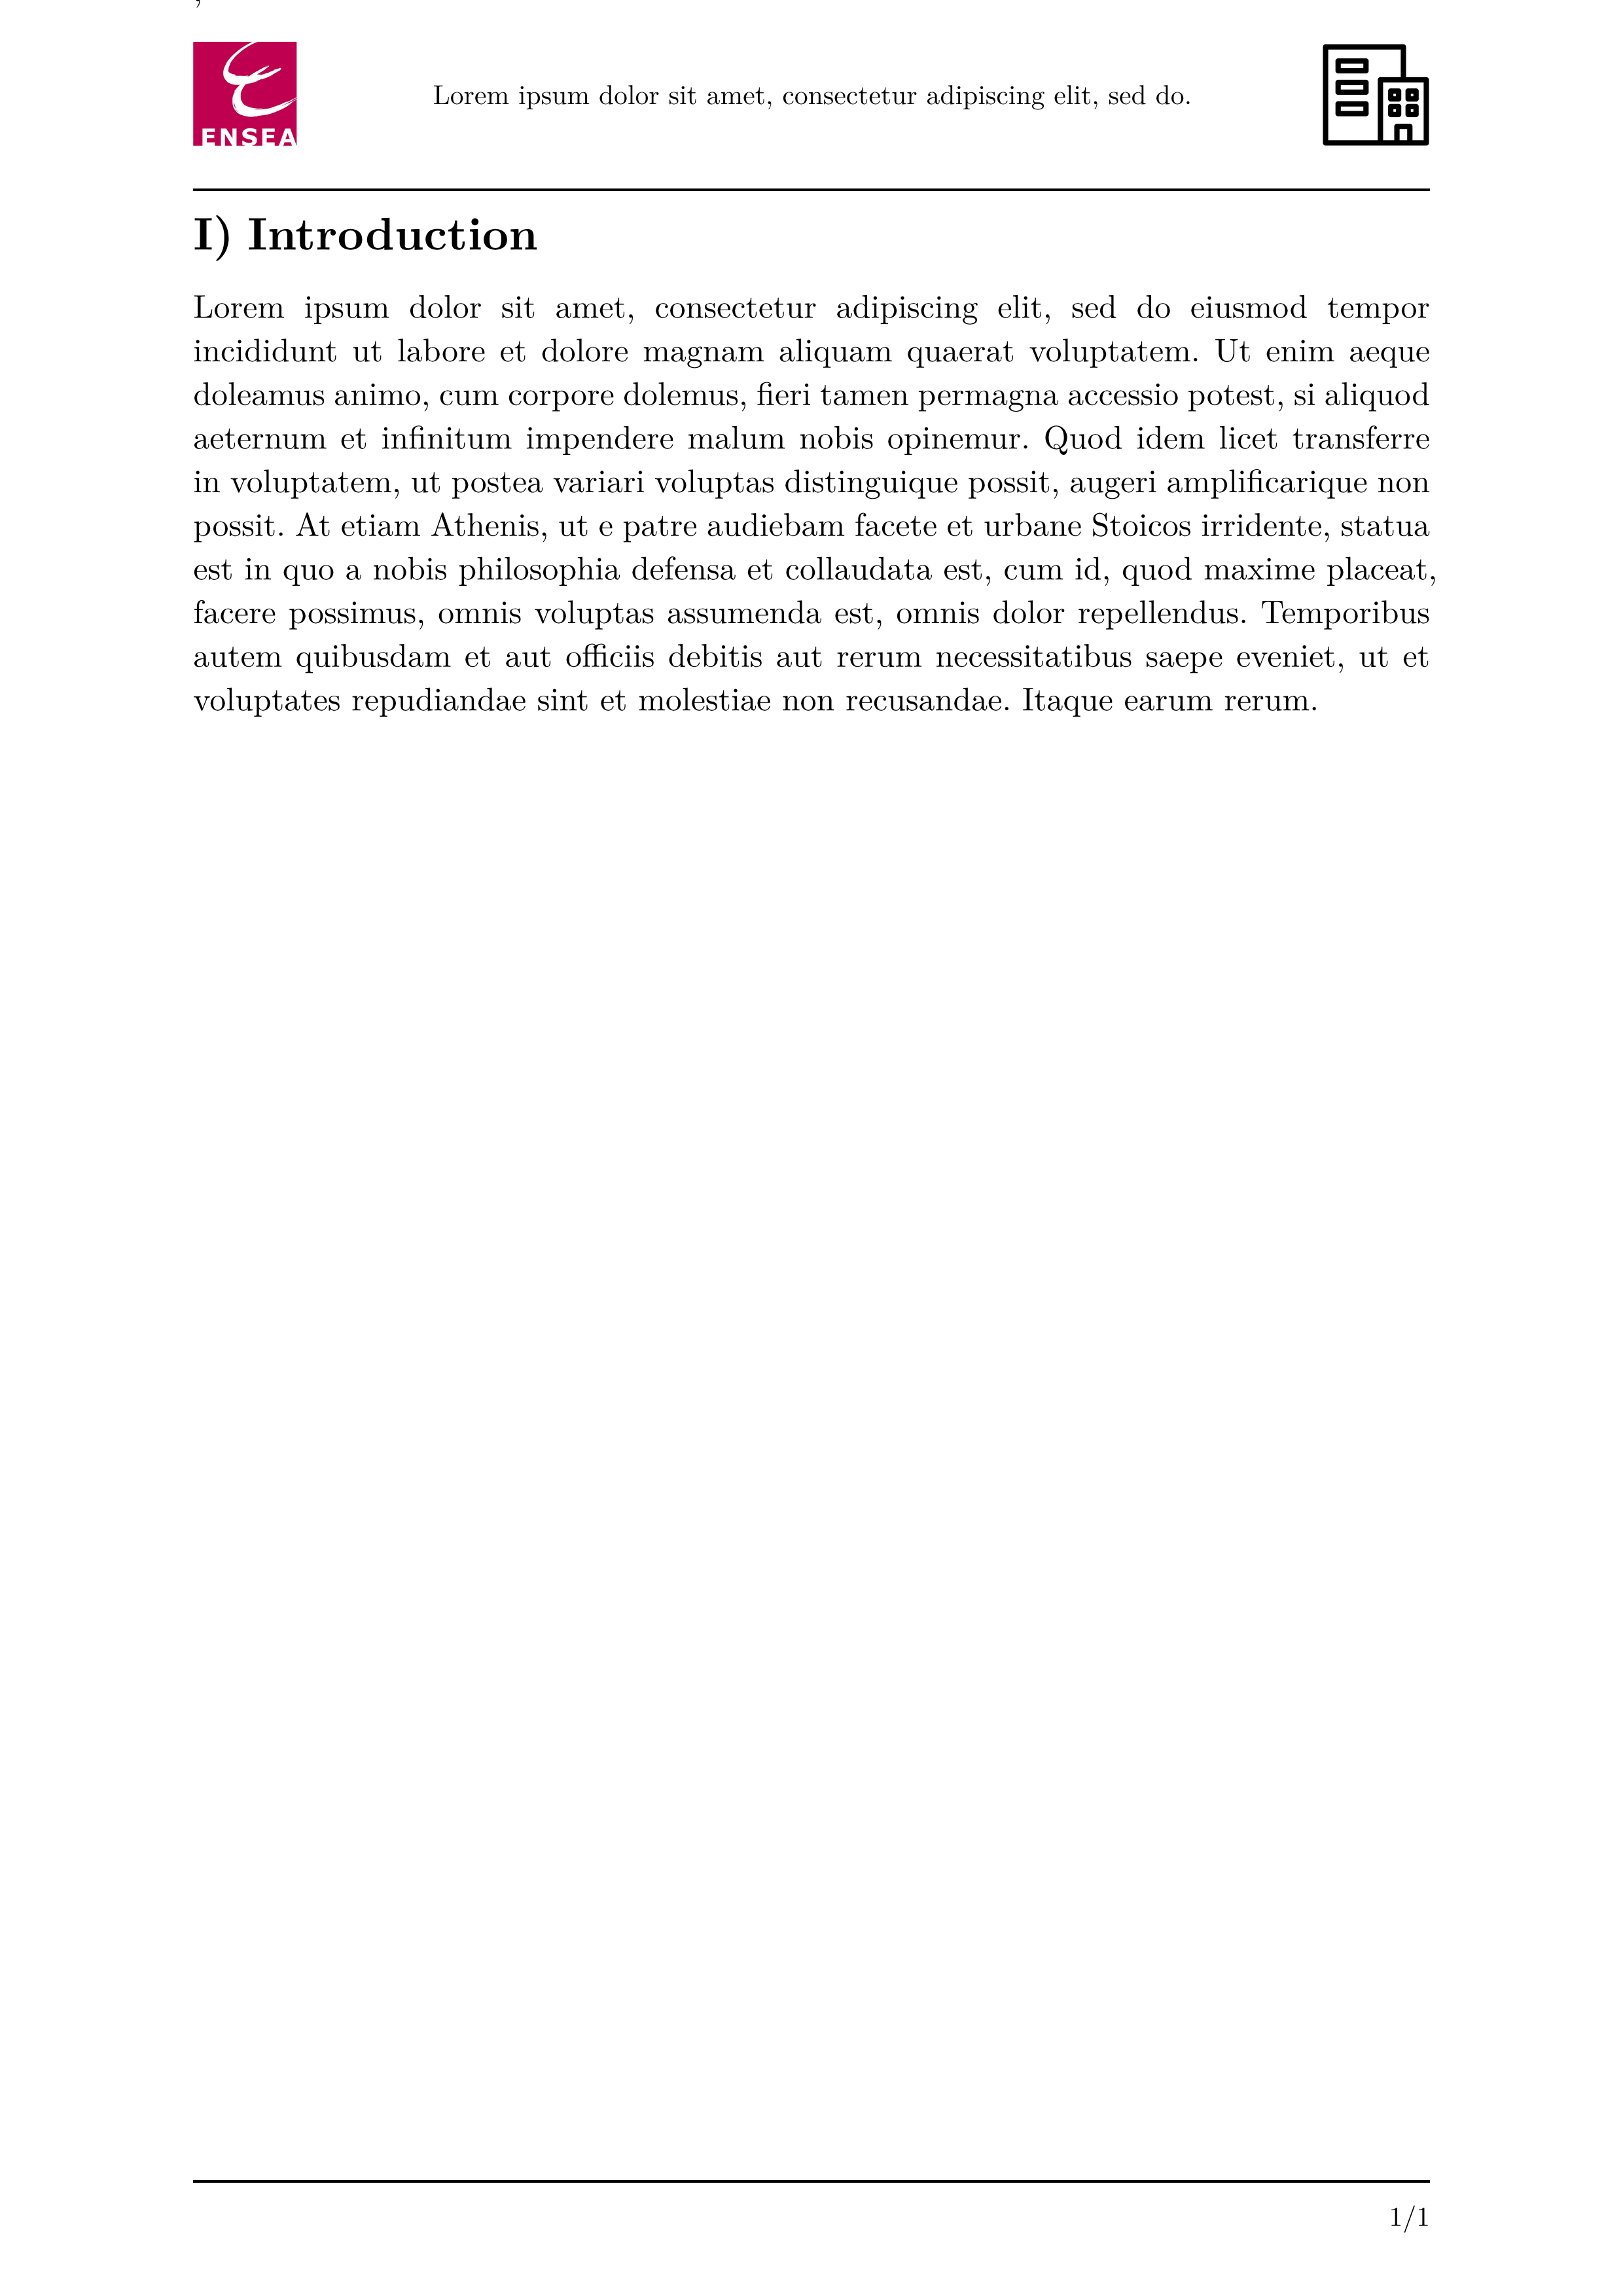 ,
ENSEA
Lorem ipsum dolor sit amet, consectetur adipiscing elit, sed do.
I) Introduction
Lorem ipsum dolor sit amet, consectetur adipiscing elit, sed do eiusmod tempor
incididunt ut labore et dolore magnam aliquam quaerat voluptatem. Ut enim aeque
doleamus animo, cum corpore dolemus, fieri tamen permagna accessio potest, si aliquod
aeternum et infinitum impendere malum nobis opinemur. Quod idem licet transferre
in voluptatem, ut postea variari voluptas distinguique possit, augeri amplificarique non
possit. At etiam Athenis, ut e patre audiebam facete et urbane Stoicos irridente, statua
est in quo a nobis philosophia defensa et collaudata est, cum id, quod maxime placeat,
facere possimus, omnis voluptas assumenda est, omnis dolor repellendus. Temporibus
autem quibusdam et aut officiis debitis aut rerum necessitatibus saepe eveniet, ut et
voluptates repudiandae sint et molestiae non recusandae. Itaque earum rerum.
1/1